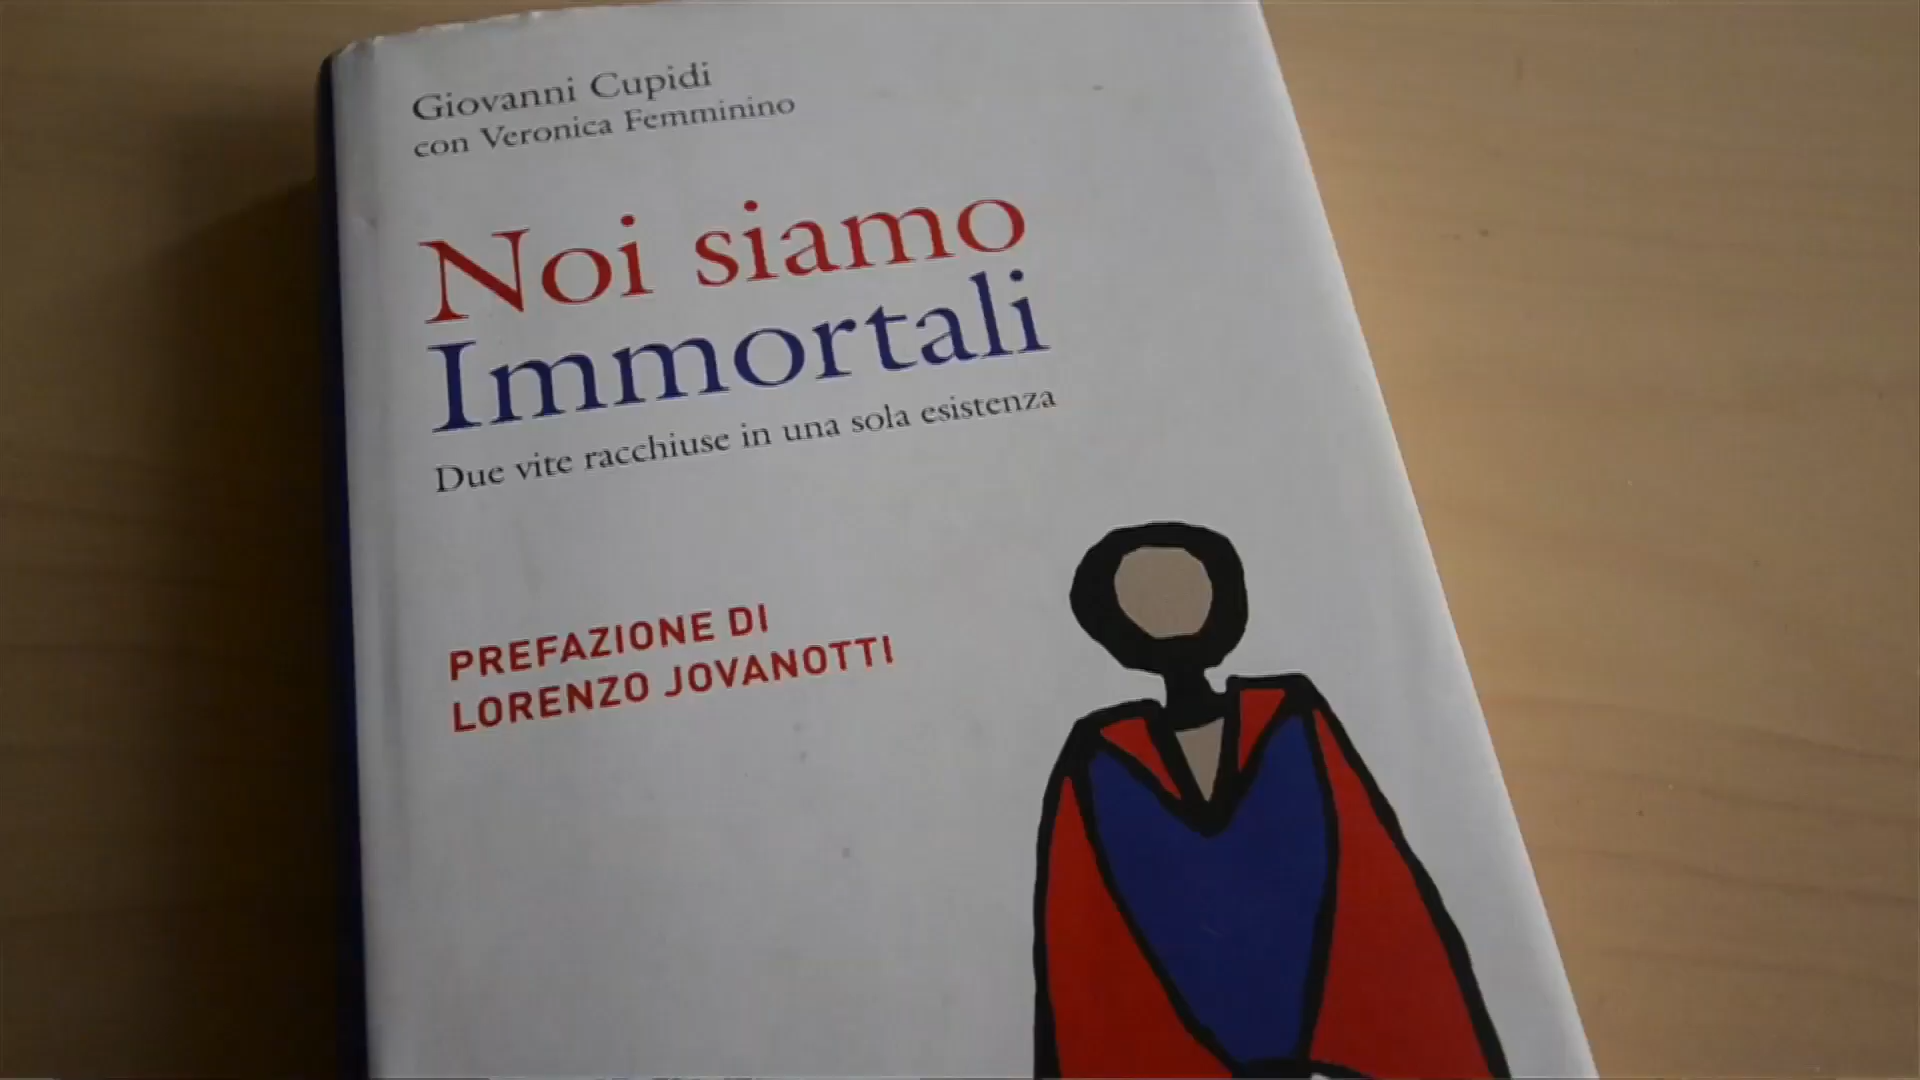 Giovanni Cupidi
con Veronica Femminino
Noi siamo
Immortali
Due vite racchiuse in una sola esistenza
PREFAZIONE DI
LORENZO JOVANOTTI